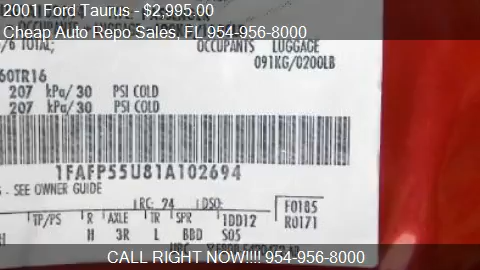 2001 Ford Taurus - $2,995.00
Cheap Auto Repo Sales, FL 954-956-8000
/6 TOTAL; OCCUPANTS LUGGAGE
091KG/0200LB
60TR16
207 kPa/ 30 PSI COLD
207 kPa/ 30 PSI COLD
1FAFP55U81A102694
- SEE OWNER GUIDE
RC: 94 DSO:
F0185
R0171
TP/PS R AXLE TR SPR 1DD12
H 3R L BBD S05
CALL RIGHT NOW!!!! 954-956-8000